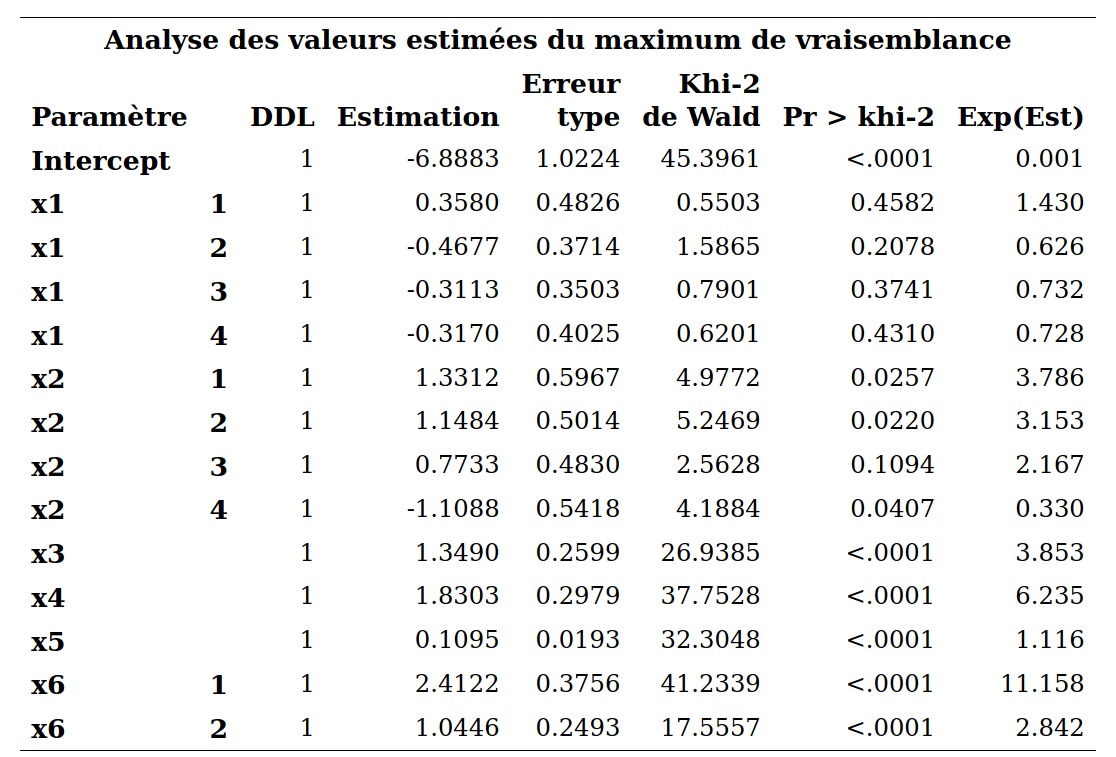 Analyse des valeurs estimées du maximum de vraisemblance
Paramètre DDL Estimation Erreur type Khi-2 de Wald Pr > khi-2 Exp(Est)
Intercept 1 -6.8883 1.0224 45.3961 <.0001 0.001
x1 1 1 0.3580 0.4826 0.5503 0.4582 1.430
x1 2 1 -0.4677 0.3714 1.5865 0.2078 0.626
x1 3 1 -0.3113 0.3503 0.7901 0.3741 0.732
x1 4 1 -0.3170 0.4025 0.6201 0.4310 0.728
x2 1 1 1.3312 0.5967 4.9772 0.0257 3.786
x2 2 1 1.1484 0.5014 5.2469 0.0220 3.153
x2 3 1 0.7733 0.4830 2.5628 0.1094 2.167
x2 4 1 -1.1088 0.5418 4.1884 0.0407 0.330
x3 1 1.3490 0.2599 26.9385 <.0001 3.853
x4 1 1.8303 0.2979 37.7528 <.0001 6.235
x5 1 0.1095 0.0193 32.3048 <.0001 1.116
x6 1 1 2.4122 0.3756 41.2339 <.0001 11.158
x6 2 1 1.0446 0.2493 17.5557 <.0001 2.842